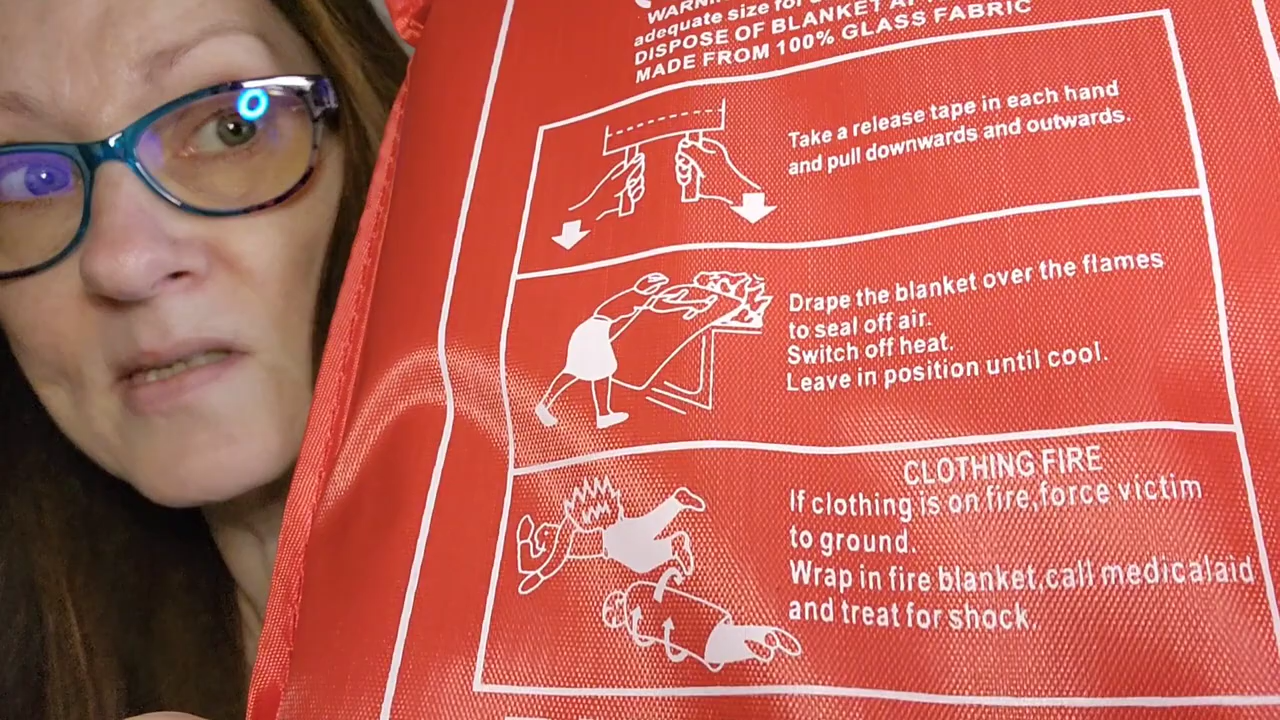 WARNING
adequate size for
DISPOSE OF BLANKET
MADE FROM 100% GLASS FABRIC
Take a release tape in each hand
and pull downwards and outwards.
Drape the blanket over the flames
to seal off air.
Switch off heat.
Leave in position until cool.
CLOTHING FIRE
If clothing is on fire,force victim
to ground.
Wrap in fire blanket,call medicalaid
and treat for shock.